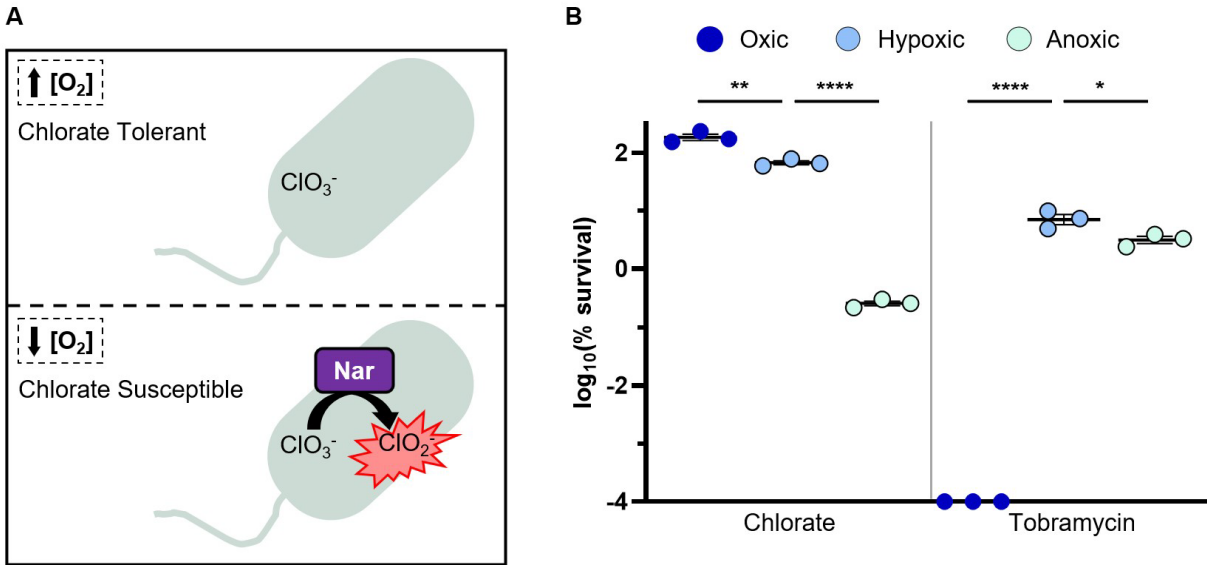 A
↑ [O₂]
Chlorate Tolerant
ClO₃⁻
↓ [O₂]
Chlorate Susceptible
Nar
ClO₃⁻ ClO₂⁻
B
Oxic Hypoxic Anoxic
** **** **** *
log₁₀(% survival)
2
0
-2
-4
Chlorate Tobramycin